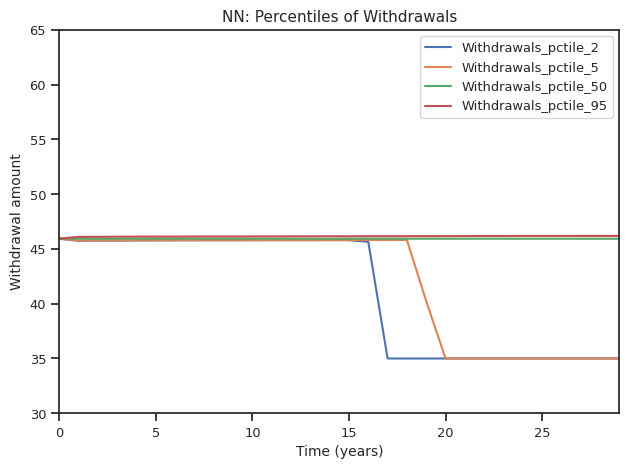 NN: Percentiles of Withdrawals
65
60
55
50
45
40
35
30
Withdrawal amount
Withdrawals_pctile_2
Withdrawals_pctile_5
Withdrawals_pctile_50
Withdrawals_pctile_95
0 5 10 15 20 25
Time (years)